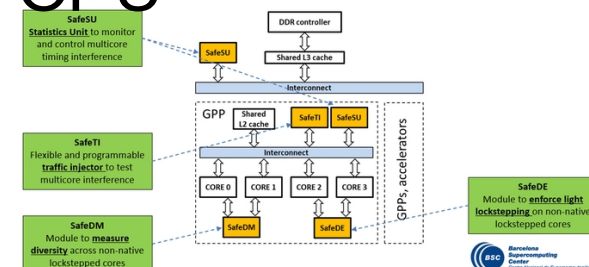 SafeSU
Statistics Unit to monitor
and control multicore
timing interference
DDR controller
SafeSU
Shared L3 cache
Interconnect
GPP
Shared
L2 cache
SafeTI
SafeSU
SafeTI
Flexible and programmable
traffic injector to test
multicore interference
Interconnect
CORE 0
CORE 1
CORE 2
CORE 3
GPPs, accelerators
SafeDM
Module to measure
diversity across non-native
lockstepped cores
SafeDM
SafeDE
SafeDE
Module to enforce light
lockstepping on non-native
lockstepped cores
BSC
Barcelona
Supercomputing
Center